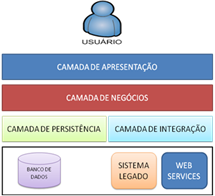 USUÁRIO
CAMADA DE APRESENTAÇÃO
CAMADA DE NEGÓCIOS
CAMADA DE PERSISTÊNCIA
CAMADA DE INTEGRAÇÃO
BANCO DE
DADOS
SISTEMA
LEGADO
WEB
SERVICES